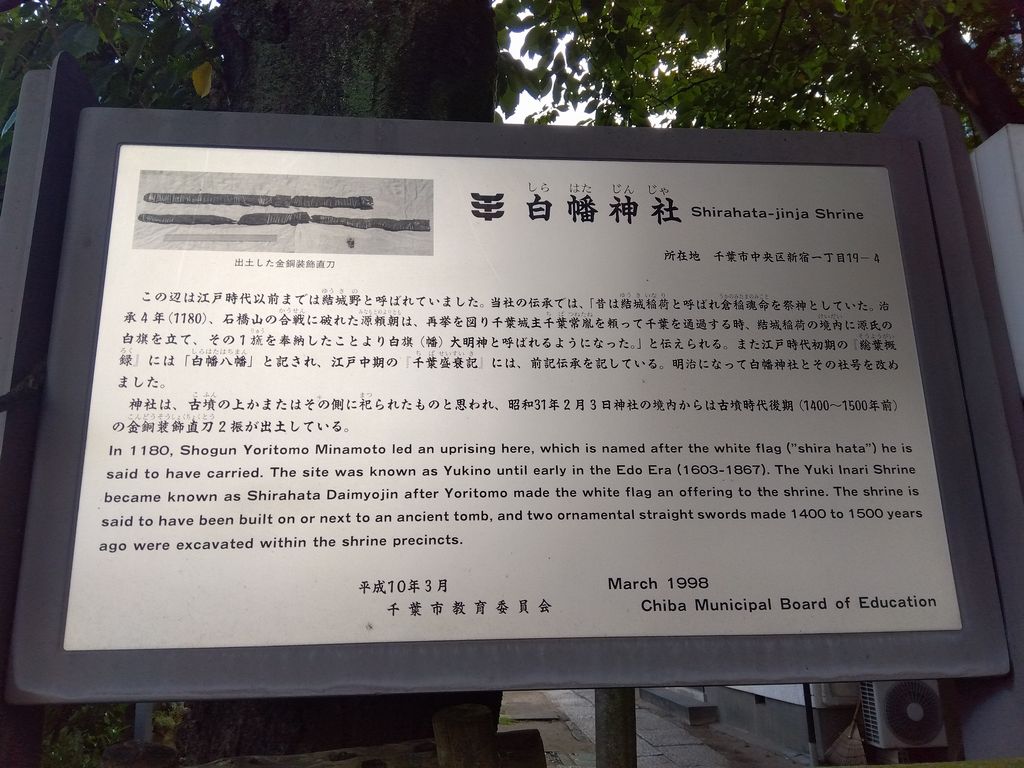 しら はた じん じゃ
白幡神社 Shirahata-jinja Shrine
所在地 千葉市中央区新宿一丁目19－4
出土した金銅装飾直刀
この辺は江戸時代以前までは結城野と呼ばれていました。当社の伝承では、「昔は結城稲荷と呼ばれ倉稲魂命を祭神としていた。治
承4年(1180)、石橋山の合戦に破れた源頼朝は、再挙を図り千葉城主千葉常胤を頼って千葉を通過する時、結城稲荷の境内に源氏の
白旗を立て、その1旒を奉納したことより白旗（幡）大明神と呼ばれるようになった。」と伝えられる。また江戸時代初期の『総葉概
録』には「白幡八幡」と記され、江戸中期の『千葉盛衰記』には、前記伝承を記している。明治になって白幡神社とその社号を改め
ました。
神社は、古墳の上かまたはその側に祀られたものと思われ、昭和31年2月3日神社の境内からは古墳時代後期（1400～1500年前）
の金銅装飾直刀2振が出土している。
In 1180, Shogun Yoritomo Minamoto led an uprising here, which is named after the white flag ("shira hata") he is
said to have carried. The site was known as Yukino until early in the Edo Era (1603-1867). The Yuki Inari Shrine
became known as Shirahata Daimyojin after Yoritomo made the white flag an offering to the shrine. The shrine is
said to have been built on or next to an ancient tomb, and two ornamental straight swords made 1400 to 1500 years
ago were excavated within the shrine precincts.
平成10年3月 March 1998
千葉市教育委員会 Chiba Municipal Board of Education